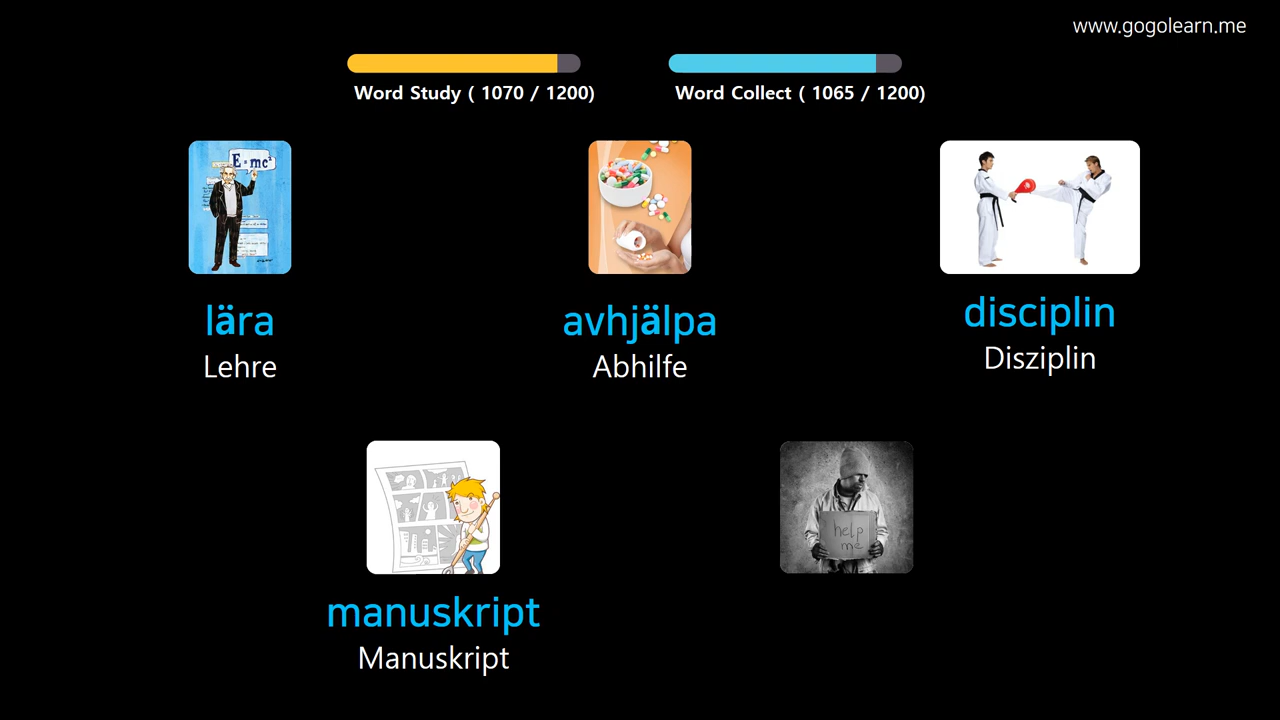 www.gogolearn.me
Word Study ( 1070 / 1200)
Word Collect ( 1065 / 1200)
E=mc²
lära
Lehre
avhjälpa
Abhilfe
disciplin
Disziplin
help
me
manuskript
Manuskript